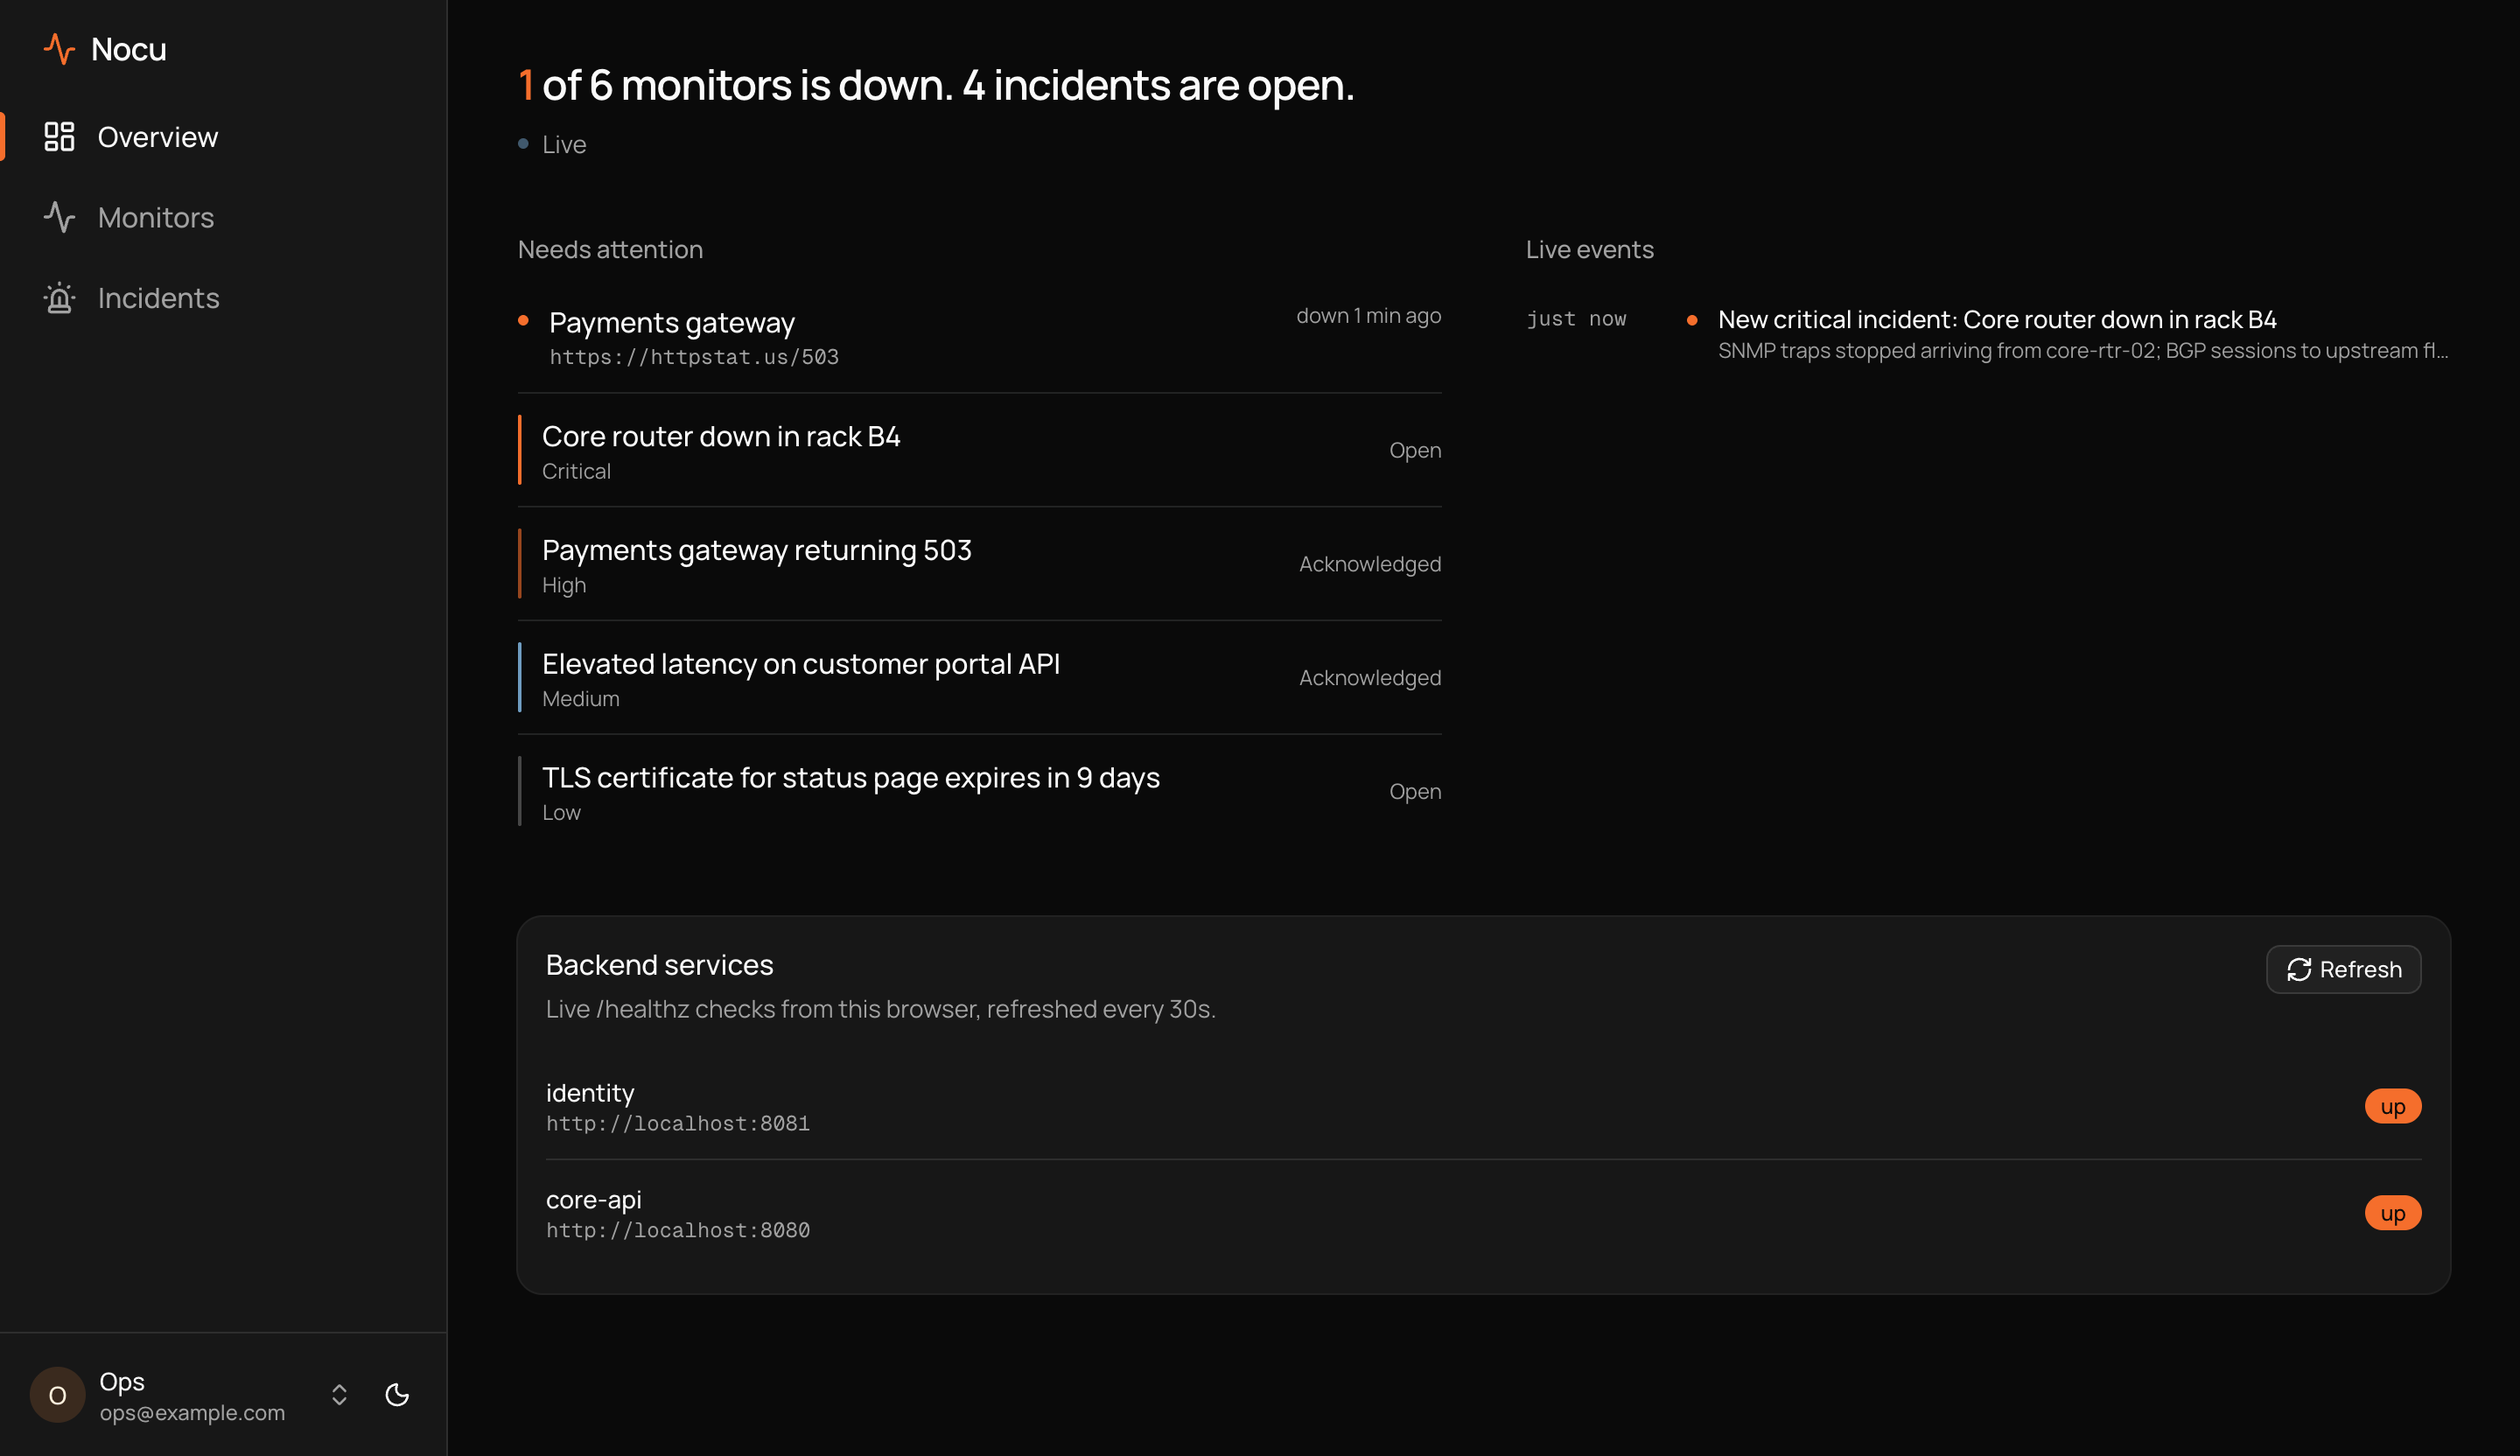 Nocu
Overview
Monitors
Incidents
1 of 6 monitors is down. 4 incidents are open.
Live
Needs attention
Payments gateway
down 1 min ago
https://httpstat.us/503
Core router down in rack B4
Critical
Open
Payments gateway returning 503
High
Acknowledged
Elevated latency on customer portal API
Medium
Acknowledged
TLS certificate for status page expires in 9 days
Low
Open
Live events
just now
New critical incident: Core router down in rack B4
SNMP traps stopped arriving from core-rtr-02; BGP sessions to upstream fl…
Backend services
Refresh
Live /healthz checks from this browser, refreshed every 30s.
identity
http://localhost:8081
up
core-api
http://localhost:8080
up
O
Ops
ops@example.com